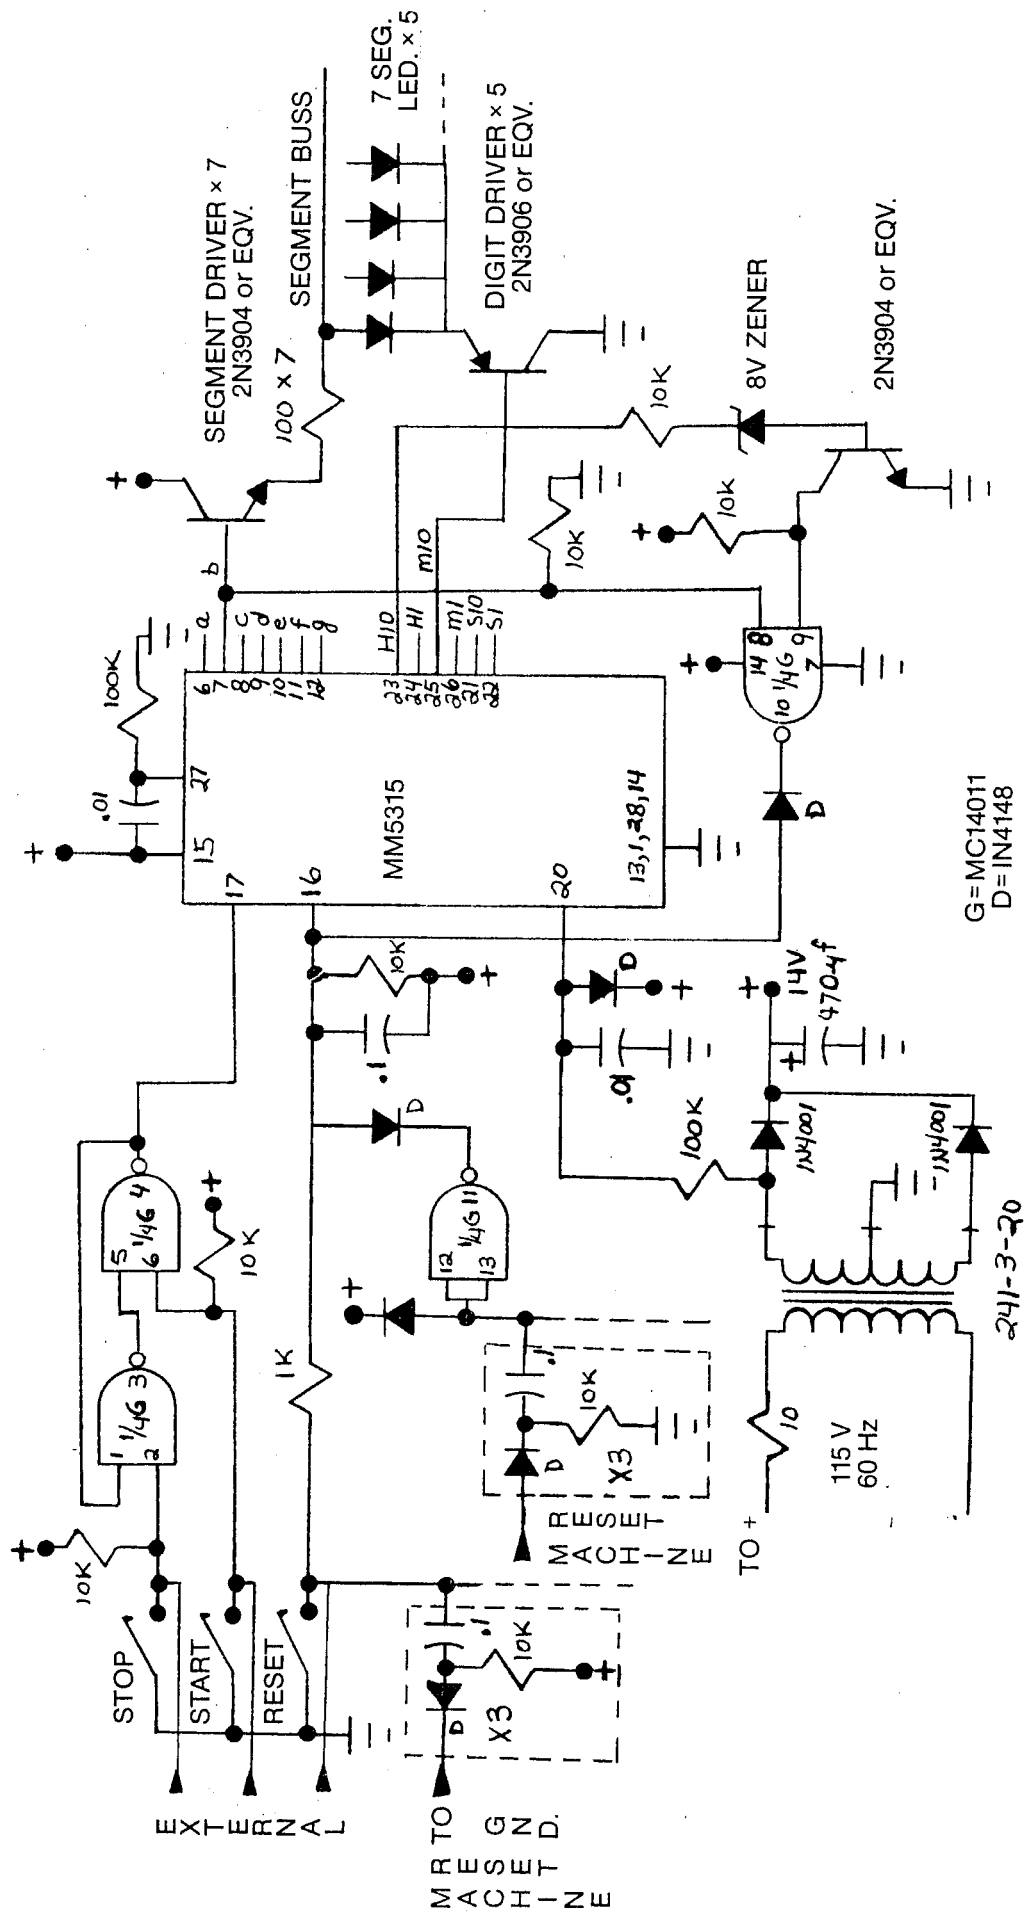 STOP
START
RESET
EXTERNAL
MACHINE
RESET
TO GND.
MACHINE
RESET
TO +
10K
1
2
1/4G
3
5
6
1/4G
4
10K
+
+
1K
.1
10K
+
X3
D
.1
10K
X3
D
+
12
13
1/4G
11
D
.1
10K
+
17
16
15
27
20
13,1,28,14
MM5315
+
.01
100K
6
7
8
9
10
11
12
a
b
c
d
e
f
g
23
24
25
26
21
22
H10
H1
m10
m1
S10
S1
+
SEGMENT DRIVER × 7
2N3904 or EQV.
100 X 7
SEGMENT BUSS
7 SEG.
LED. × 5
DIGIT DRIVER × 5
2N3906 or EQV.
10K
8V ZENER
2N3904 or EQV.
10K
+
10K
+
14
8
9
7
10
1/4G
D
D
+
.01
100K
115 V
60 Hz
10
241-3-20
1N4001
1N4001
+
14V
+
470μf
G=MC14011
D=IN4148